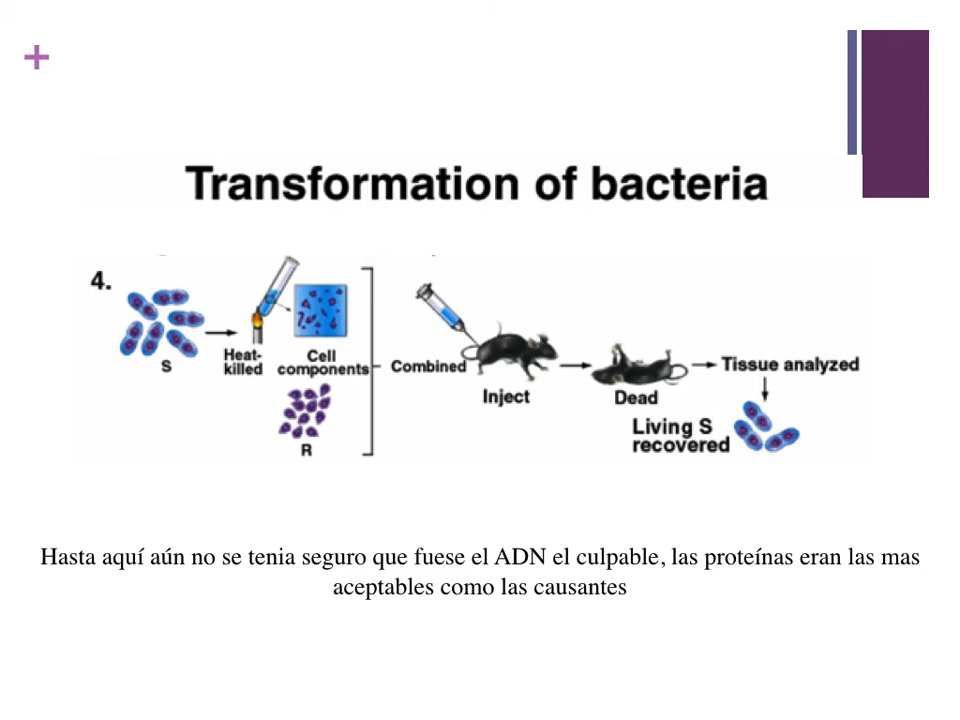 +
Transformation of bacteria
4.
S
Heat-
killed
Cell
components
R
Combined
Inject
Dead
Tissue analyzed
Living S
recovered
Hasta aquí aún no se tenia seguro que fuese el ADN el culpable, las proteínas eran las mas
aceptables como las causantes